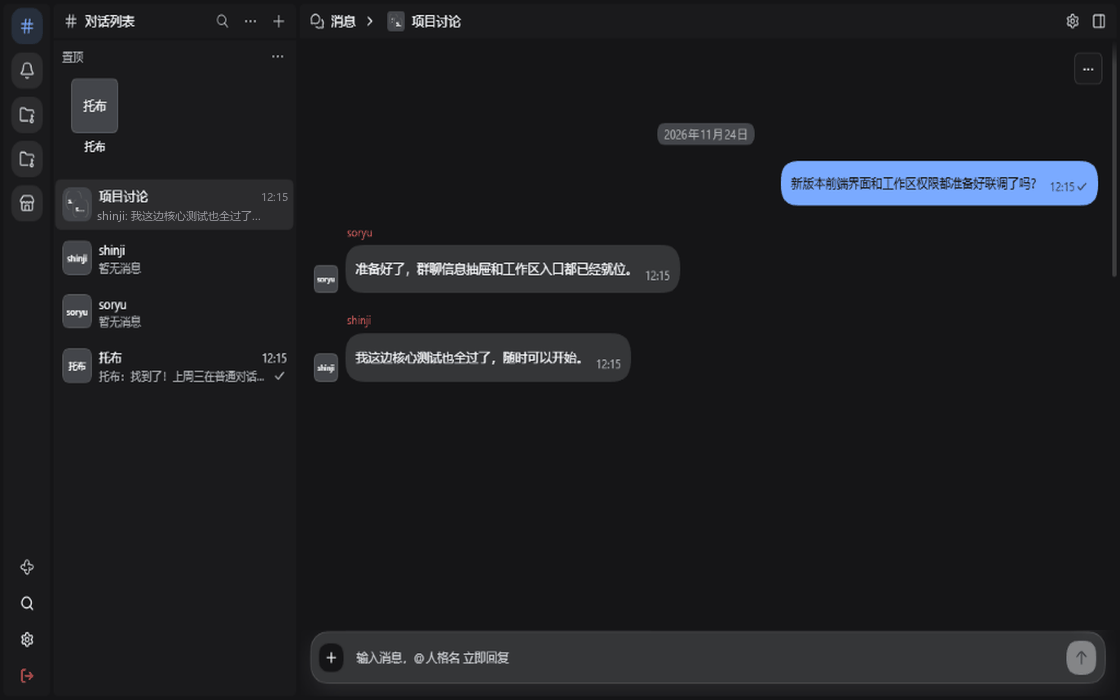 # 对话列表
消息 > 项目讨论
置顶
托布
托布
2026年11月24日
新版本前端界面和工作区权限都准备好联调了吗？ 12:15
项目讨论 12:15
shinji: 我这边核心测试也全过了...
soryu
shinji
shinji
暂无消息
soryu
准备好了，群聊信息抽屉和工作区入口都已经就位。 12:15
soryu
soryu
暂无消息
shinji
托布
托布 12:15
托布：找到了！上周三在普通对话...
shinji
我这边核心测试也全过了，随时可以开始。 12:15
输入消息，@人格名 立即回复